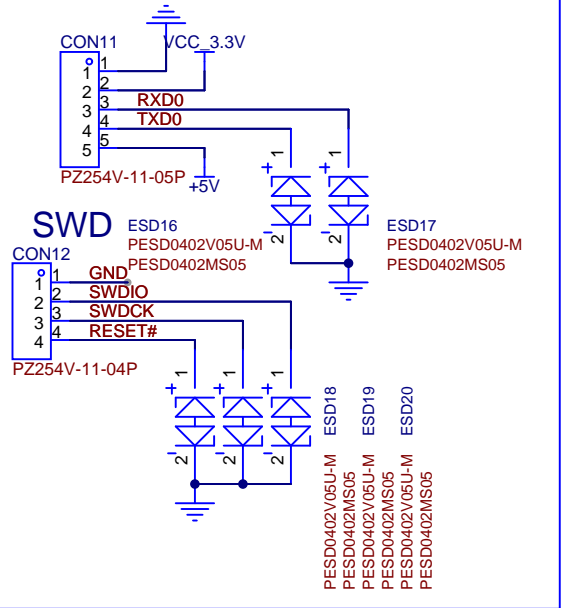 CON11
VCC_3.3V
1 1
2 2
3 3 RXD0
4 4 TXD0
5 5
PZ254V-11-05P
+5V
+ 1
+ 1
- 2
- 2
SWD
ESD16
PESD0402V05U-M
PESD0402MS05
ESD17
PESD0402V05U-M
PESD0402MS05
CON12
1 1 GND
2 2 SWDIO
3 3 SWDCK
4 4 RESET#
PZ254V-11-04P
+ 1
+ 1
+ 1
- 2
- 2
- 2
ESD18
PESD0402V05U-M
PESD0402MS05
ESD19
PESD0402V05U-M
PESD0402MS05
ESD20
PESD0402V05U-M
PESD0402MS05